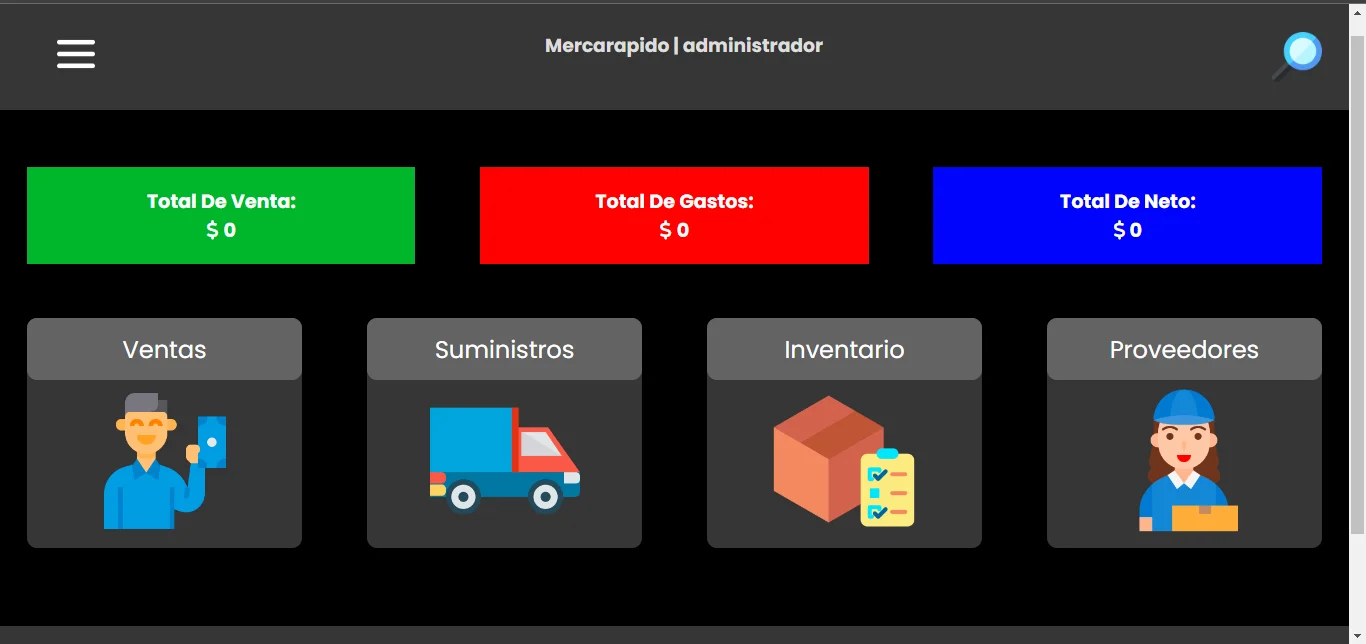 Mercarapido | administrador
Total De Venta:
$ 0
Total De Gastos:
$ 0
Total De Neto:
$ 0
Ventas
Suministros
Inventario
Proveedores